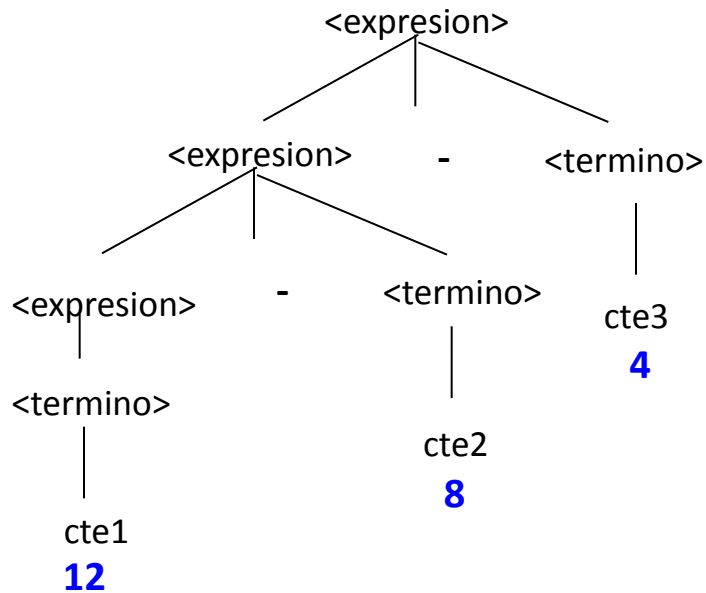 <expresion>
<expresion> - <termino>
<expresion> - <termino>
cte3
4
<termino>
cte2
8
cte1
12